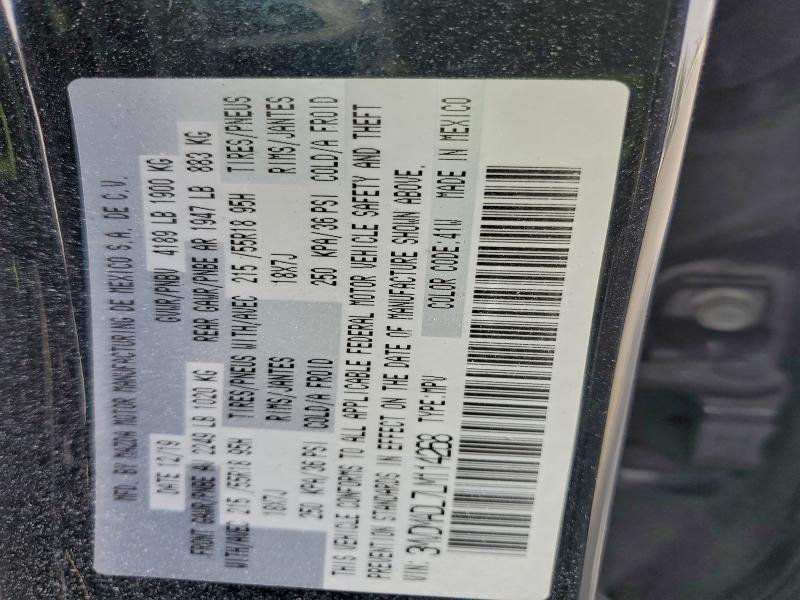 MFD. BY MAZDA MOTOR MANUFACTURING DE MEXICO S.A. DE C.V.
DATE 12/19 GVWR/PNBV 4189 LB 1900 KG
FRONT GAWR/PNBE AV 2249 LB 1020 KG REAR GAWR/PNBE AR 1947 LB 883 KG
WITH/AVEC 215 /55R18 95H TIRES/PNEUS WITH/AVEC 215 /55R18 95H TIRES/PNEUS
18X7J RIMS/JANTES 18X7J RIMS/JANTES
250 KPA/36 PSI COLD/A FROID 250 KPA/36 PSI COLD/A FROID
THIS VEHICLE CONFORMS TO ALL APPLICABLE FEDERAL MOTOR VEHICLE SAFETY AND THEFT
PREVENTION STANDARDS IN EFFECT ON THE DATE OF MANUFACTURE SHOWN ABOVE.
VIN: TYPE:MPV COLOR CODE:41W MADE IN MEXICO